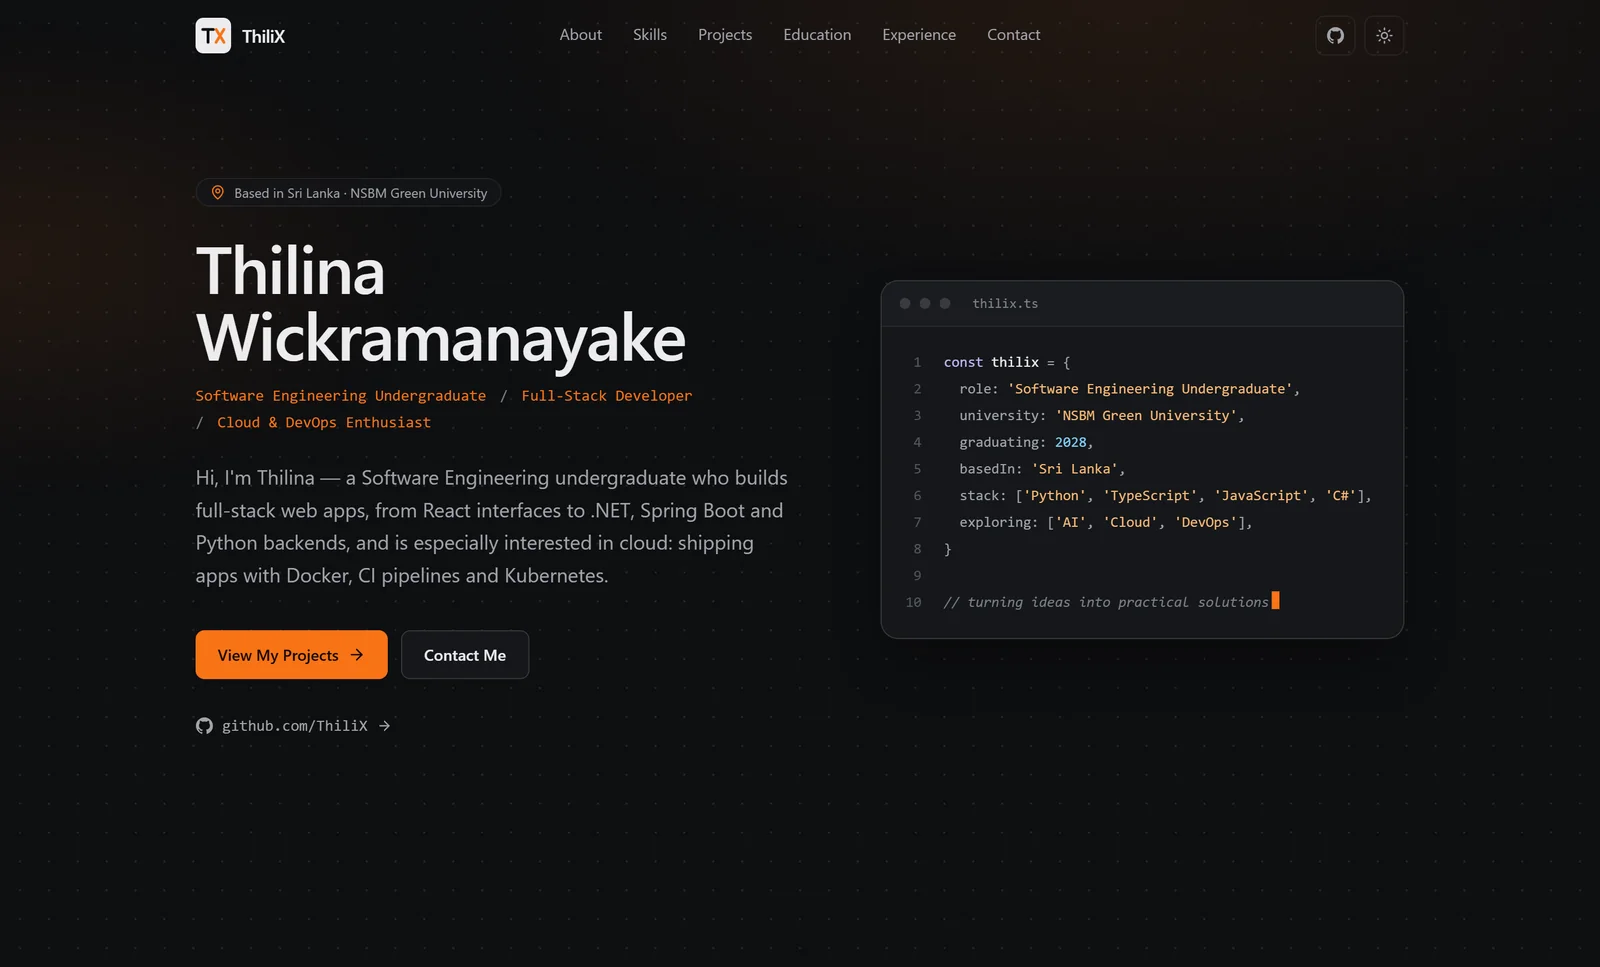 TX ThiliX
About Skills Projects Education Experience Contact
Based in Sri Lanka · NSBM Green University
Thilina
Wickramanayake
Software Engineering Undergraduate / Full-Stack Developer
/ Cloud & DevOps Enthusiast
Hi, I'm Thilina — a Software Engineering undergraduate who builds
full-stack web apps, from React interfaces to .NET, Spring Boot and
Python backends, and is especially interested in cloud: shipping
apps with Docker, CI pipelines and Kubernetes.
View My Projects →
Contact Me
github.com/ThiliX →
thilix.ts
1 const thilix = {
2 role: 'Software Engineering Undergraduate',
3 university: 'NSBM Green University',
4 graduating: 2028,
5 basedIn: 'Sri Lanka',
6 stack: ['Python', 'TypeScript', 'JavaScript', 'C#'],
7 exploring: ['AI', 'Cloud', 'DevOps'],
8 }
9
10 // turning ideas into practical solutions